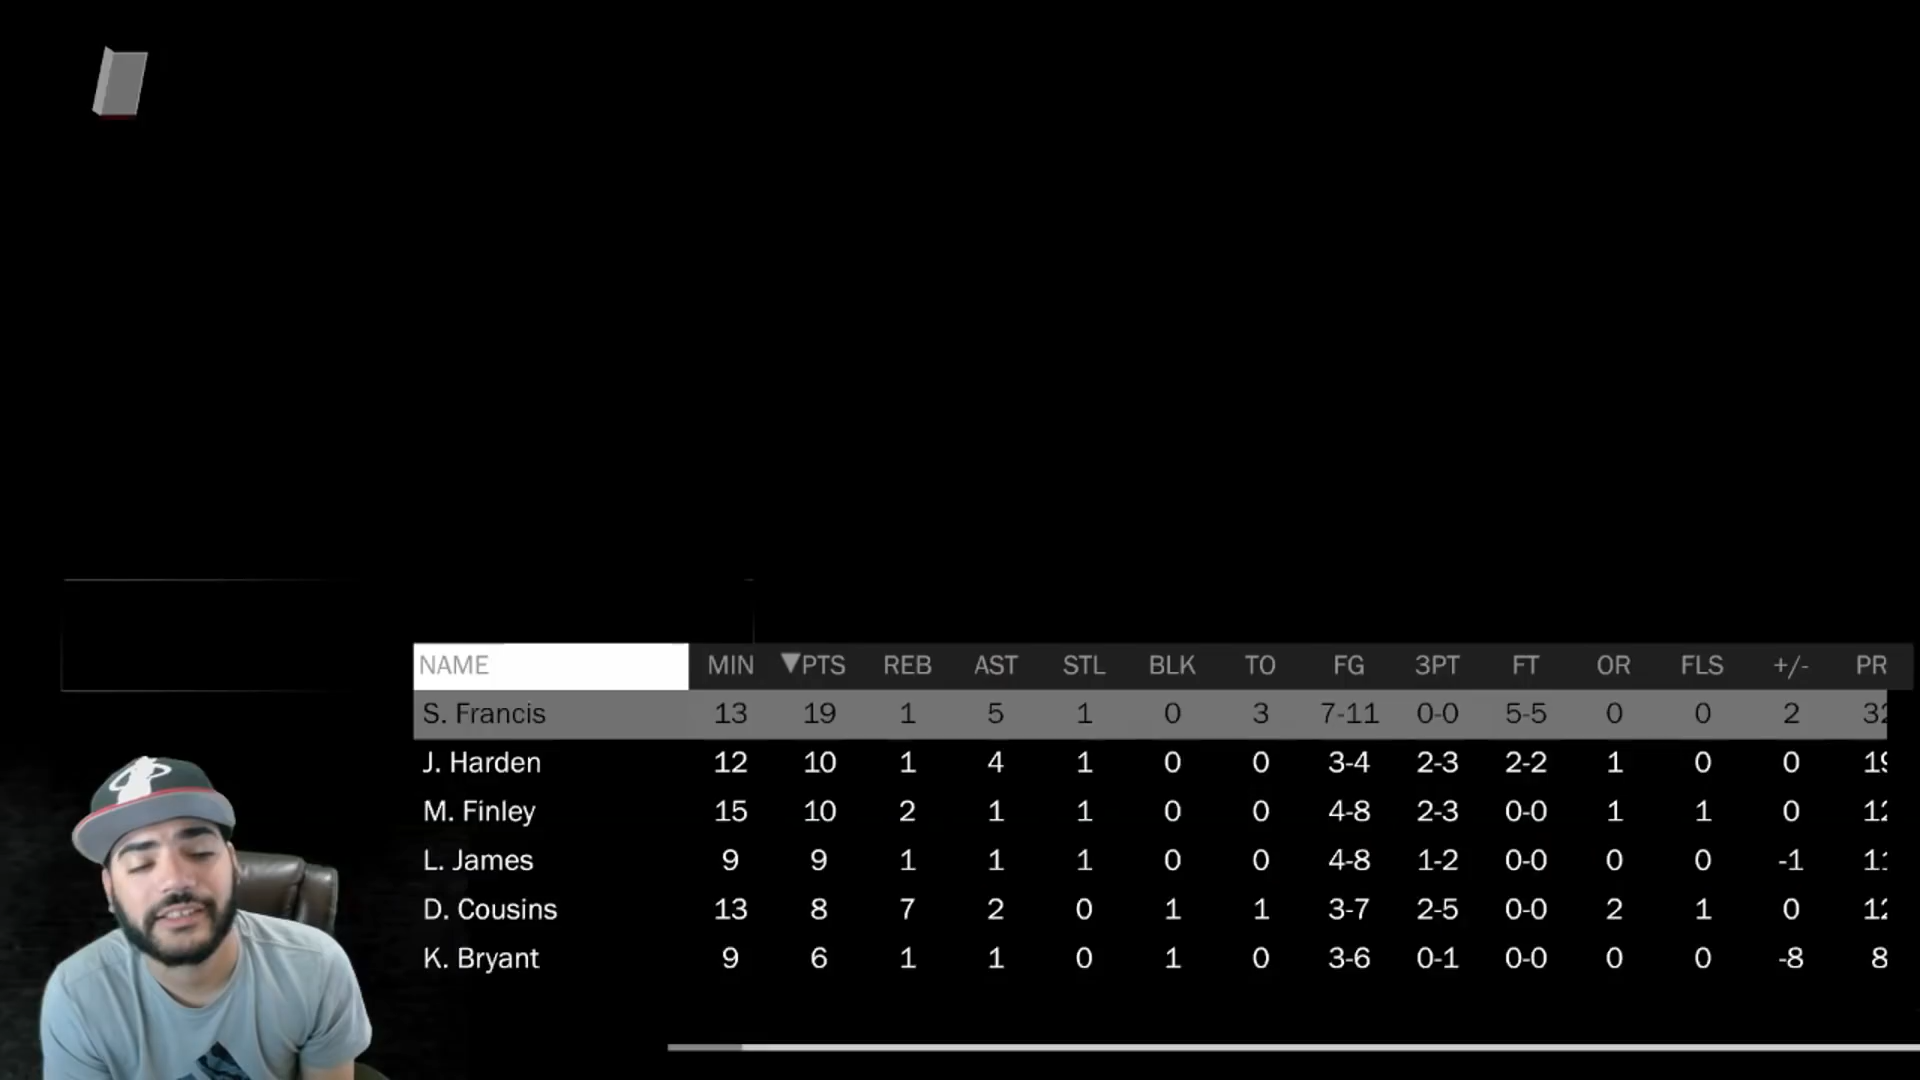 NAME MIN ▼PTS REB AST STL BLK TO FG 3PT FT OR FLS +/- PR
S. Francis 13 19 1 5 1 0 3 7-11 0-0 5-5 0 0 2 32
J. Harden 12 10 1 4 1 0 0 3-4 2-3 2-2 1 0 0 19
M. Finley 15 10 2 1 1 0 0 4-8 2-3 0-0 1 1 0 12
L. James 9 9 1 1 1 0 0 4-8 1-2 0-0 0 0 -1 11
D. Cousins 13 8 7 2 0 1 1 3-7 2-5 0-0 2 1 0 12
K. Bryant 9 6 1 1 0 1 0 3-6 0-1 0-0 0 0 -8 8